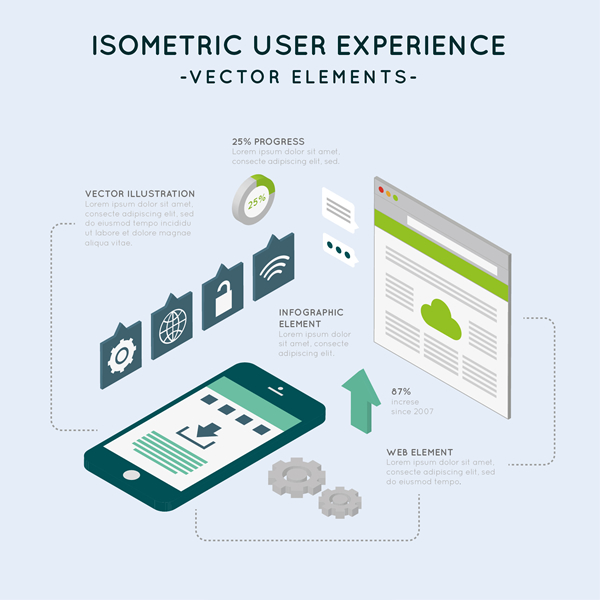 ISOMETRIC USER EXPERIENCE
-VECTOR ELEMENTS-
25% PROGRESS
Lorem ipsum dolor sit amet,
consecte adipiscing elit, sed.
VECTOR ILLUSTRATION
Lorem ipsum dolor sit amet,
consecte adipiscing elit, sed
do eiusmod tempor incidido
ut labore et dolore magnae
aliqua vitae.
25%
INFOGRAPHIC
ELEMENT
Lorem ipsum dolor
sit amet, consecte
adipiscing elit.
87%
increse
since 2007
WEB ELEMENT
Lorem ipsum dolor sit amet,
consecte adipiscing elit, sed
do eiusmod tempor.